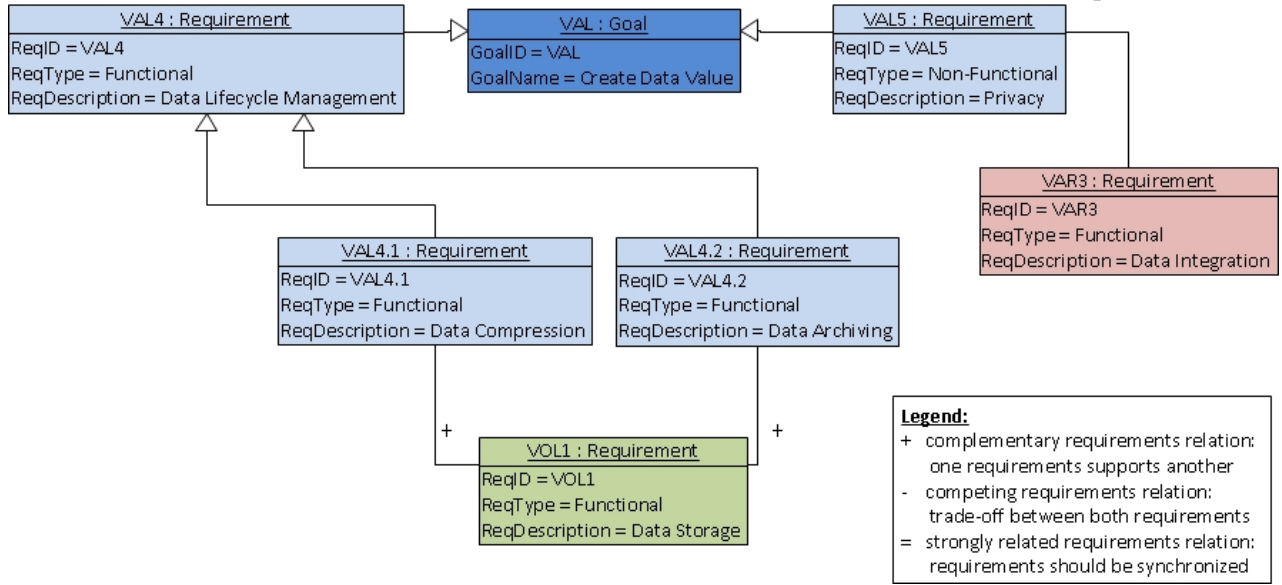 VAL4 : Requirement
ReqID = VAL4
ReqType = Functional
ReqDescription = Data Lifecycle Management
VAL : Goal
GoalID = VAL
GoalName = Create Data Value
VAL5 : Requirement
ReqID = VAL5
ReqType = Non-Functional
ReqDescription = Privacy
VAR3 : Requirement
ReqID = VAR3
ReqType = Functional
ReqDescription = Data Integration
VAL4.1 : Requirement
ReqID = VAL4.1
ReqType = Functional
ReqDescription = Data Compression
VAL4.2 : Requirement
ReqID = VAL4.2
ReqType = Functional
ReqDescription = Data Archiving
+
+
VOL1 : Requirement
ReqID = VOL1
ReqType = Functional
ReqDescription = Data Storage
Legend:
+ complementary requirements relation:
one requirements supports another
- competing requirements relation:
trade-off between both requirements
= strongly related requirements relation:
requirements should be synchronized